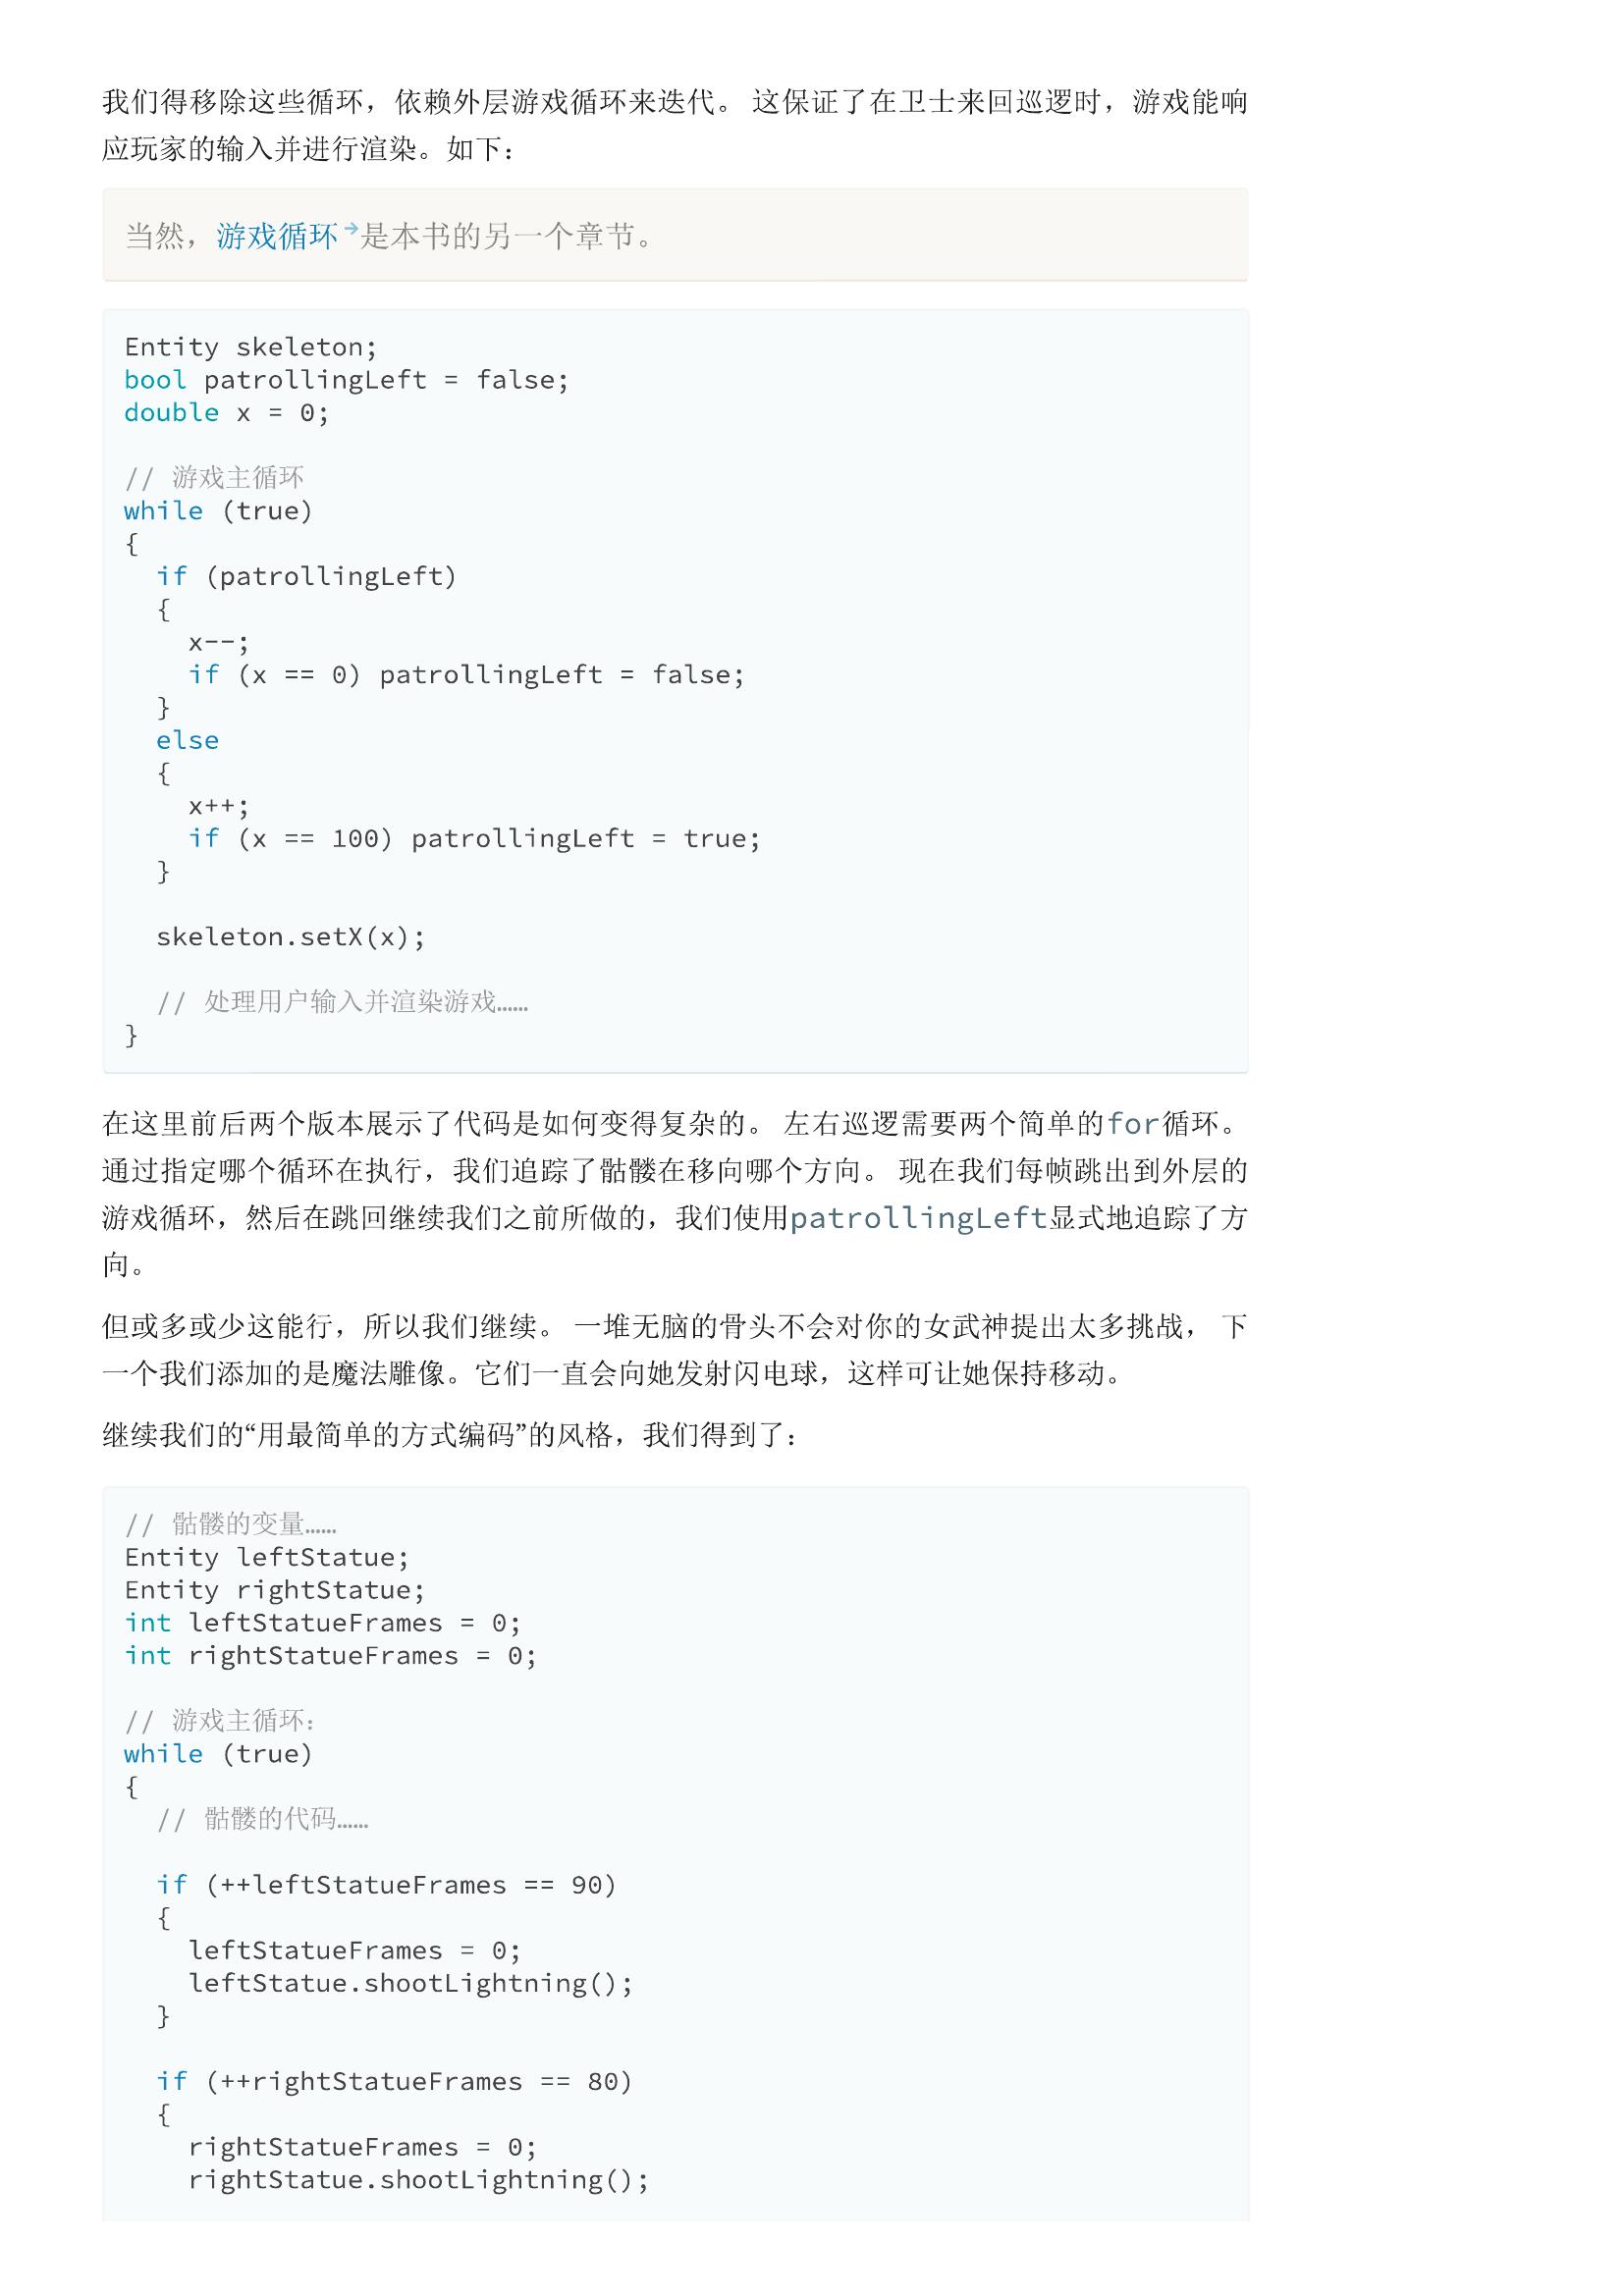 我们得移除这些循环，依赖外层游戏循环来迭代。 这保证了在卫士来回巡逻时，游戏能响
应玩家的输入并进行渲染。如下：
当然，游戏循环→是本书的另一个章节。
Entity skeleton;
bool patrollingLeft = false;
double x = 0;
// 游戏主循环
while (true)
{
  if (patrollingLeft)
  {
    x--;
    if (x == 0) patrollingLeft = false;
  }
  else
  {
    x++;
    if (x == 100) patrollingLeft = true;
  }
  skeleton.setX(x);
  // 处理用户输入并渲染游戏……
}
在这里前后两个版本展示了代码是如何变得复杂的。 左右巡逻需要两个简单的for循环。
通过指定哪个循环在执行，我们追踪了骷髅在移向哪个方向。 现在我们每帧跳出到外层的
游戏循环，然后在跳回继续我们之前所做的，我们使用patrollingLeft显式地追踪了方
向。
但或多或少这能行，所以我们继续。 一堆无脑的骨头不会对你的女武神提出太多挑战， 下
一个我们添加的是魔法雕像。它们一直会向她发射闪电球，这样可让她保持移动。
继续我们的“用最简单的方式编码”的风格，我们得到了：
// 骷髅的变量……
Entity leftStatue;
Entity rightStatue;
int leftStatueFrames = 0;
int rightStatueFrames = 0;
// 游戏主循环：
while (true)
{
  // 骷髅的代码……
  if (++leftStatueFrames == 90)
  {
    leftStatueFrames = 0;
    leftStatue.shootLightning();
  }
  if (++rightStatueFrames == 80)
  {
    rightStatueFrames = 0;
    rightStatue.shootLightning();